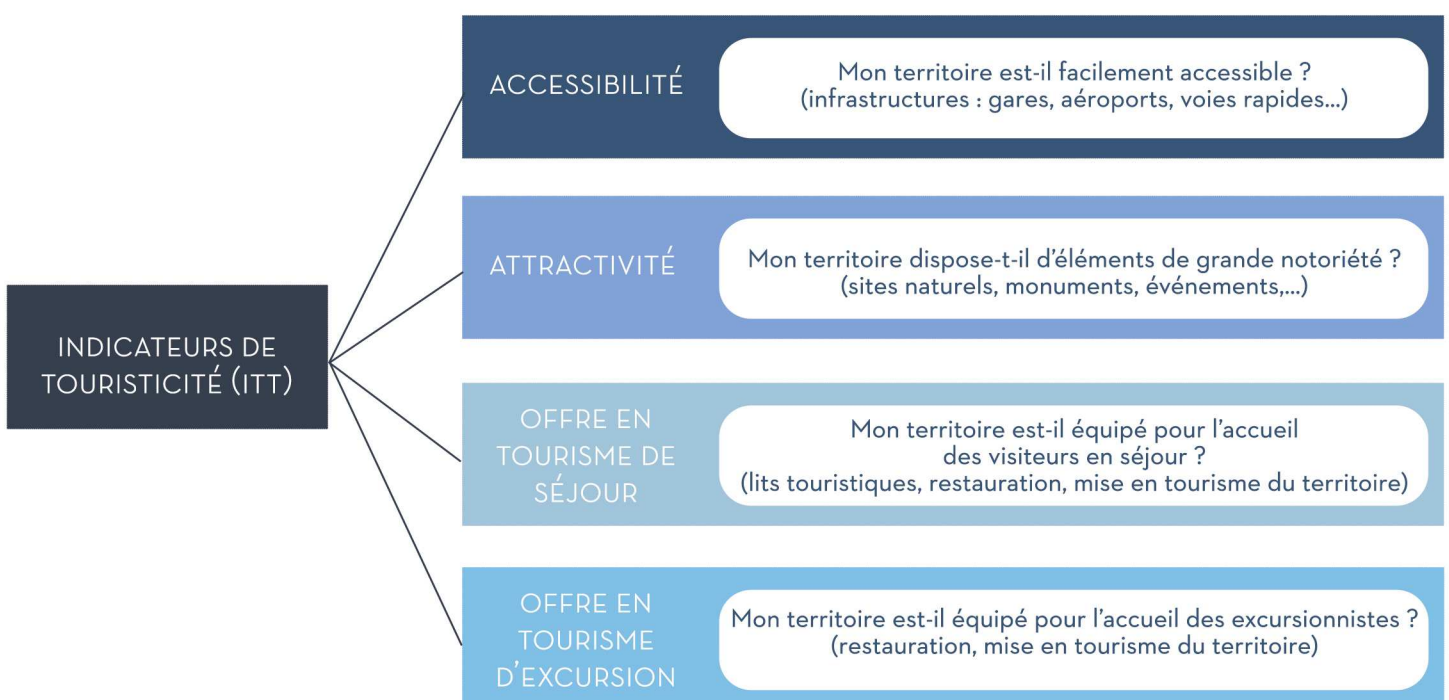 INDICATEURS DE
TOURISTICITÉ (ITT)
ACCESSIBILITÉ
Mon territoire est-il facilement accessible ?
(infrastructures : gares, aéroports, voies rapides...)
ATTRACTIVITÉ
Mon territoire dispose-t-il d'éléments de grande notoriété ?
(sites naturels, monuments, événements,...)
OFFRE EN
TOURISME DE
SÉJOUR
Mon territoire est-il équipé pour l'accueil
des visiteurs en séjour ?
(lits touristiques, restauration, mise en tourisme du territoire)
OFFRE EN
TOURISME
D'EXCURSION
Mon territoire est-il équipé pour l'accueil des excursionnistes ?
(restauration, mise en tourisme du territoire)